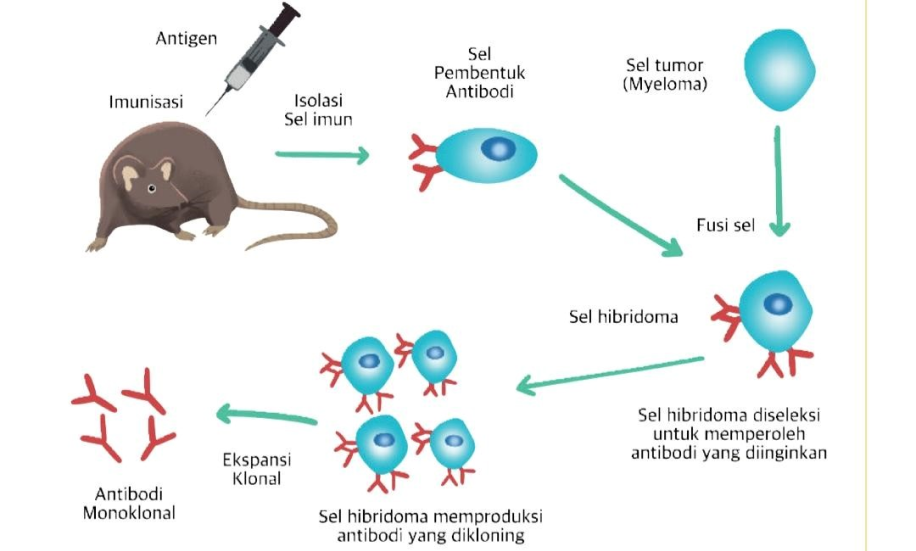 Antigen
Imunisasi
Isolasi
Sel imun
Sel
Pembentuk
Antibodi
Sel tumor
(Myeloma)
Fusi sel
Sel hibridoma
Sel hibridoma diseleksi
untuk memperoleh
antibodi yang diinginkan
Sel hibridoma memproduksi
antibodi yang dikloning
Ekspansi
Klonal
Antibodi
Monoklonal